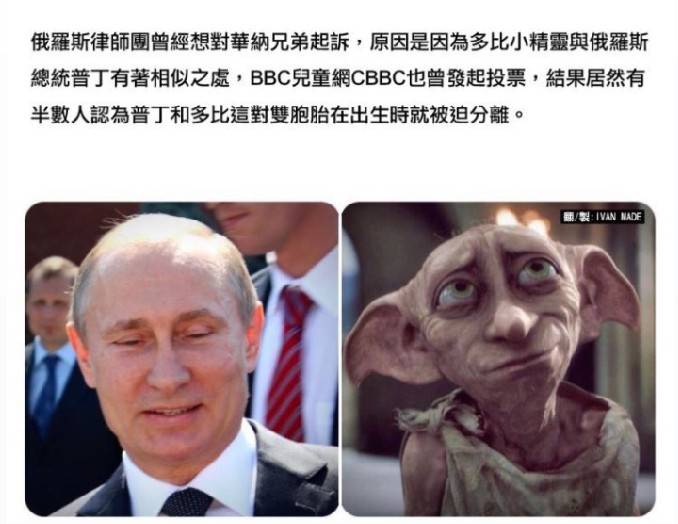 俄羅斯律師團曾經想對華納兄弟起訴，原因是因為多比小精靈與俄羅斯
總統普丁有著相似之處，BBC兒童網CBBC也曾發起投票，結果居然有
半數人認為普丁和多比這對雙胞胎在出生時就被迫分離。
翻/製:IVAN MADE